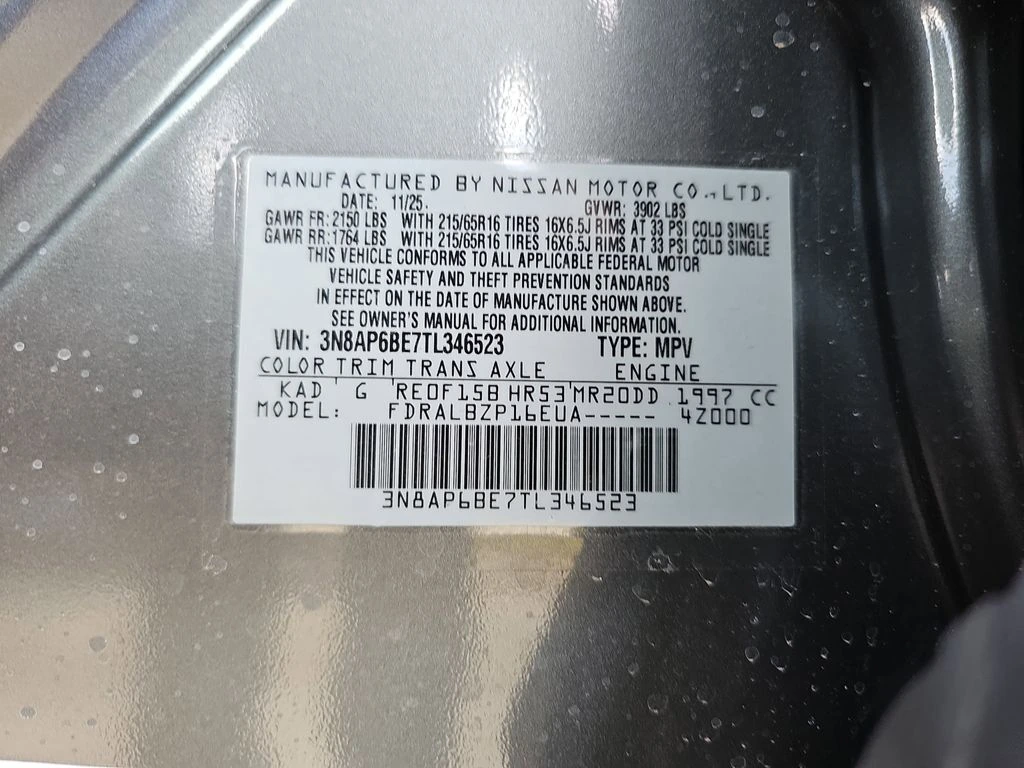 MANUFACTURED BY NISSAN MOTOR CO.,LTD.
DATE: 11/25. GVWR: 3902 LBS
GAWR FR: 2150 LBS WITH 215/65R16 TIRES 16X6.5J RIMS AT 33 PSI COLD SINGLE
GAWR RR: 1764 LBS WITH 215/65R16 TIRES 16X6.5J RIMS AT 33 PSI COLD SINGLE
THIS VEHICLE CONFORMS TO ALL APPLICABLE FEDERAL MOTOR
VEHICLE SAFETY AND THEFT PREVENTION STANDARDS
IN EFFECT ON THE DATE OF MANUFACTURE SHOWN ABOVE.
SEE OWNER'S MANUAL FOR ADDITIONAL INFORMATION.
VIN: 3N8AP6BE7TL346523 TYPE: MPV
COLOR TRIM TRANS AXLE ENGINE
KAD G RE0F15B HR53 MR20DD 1997 CC
MODEL: FDRALBZP16EUA----- 4Z000
3N8AP6BE7TL346523